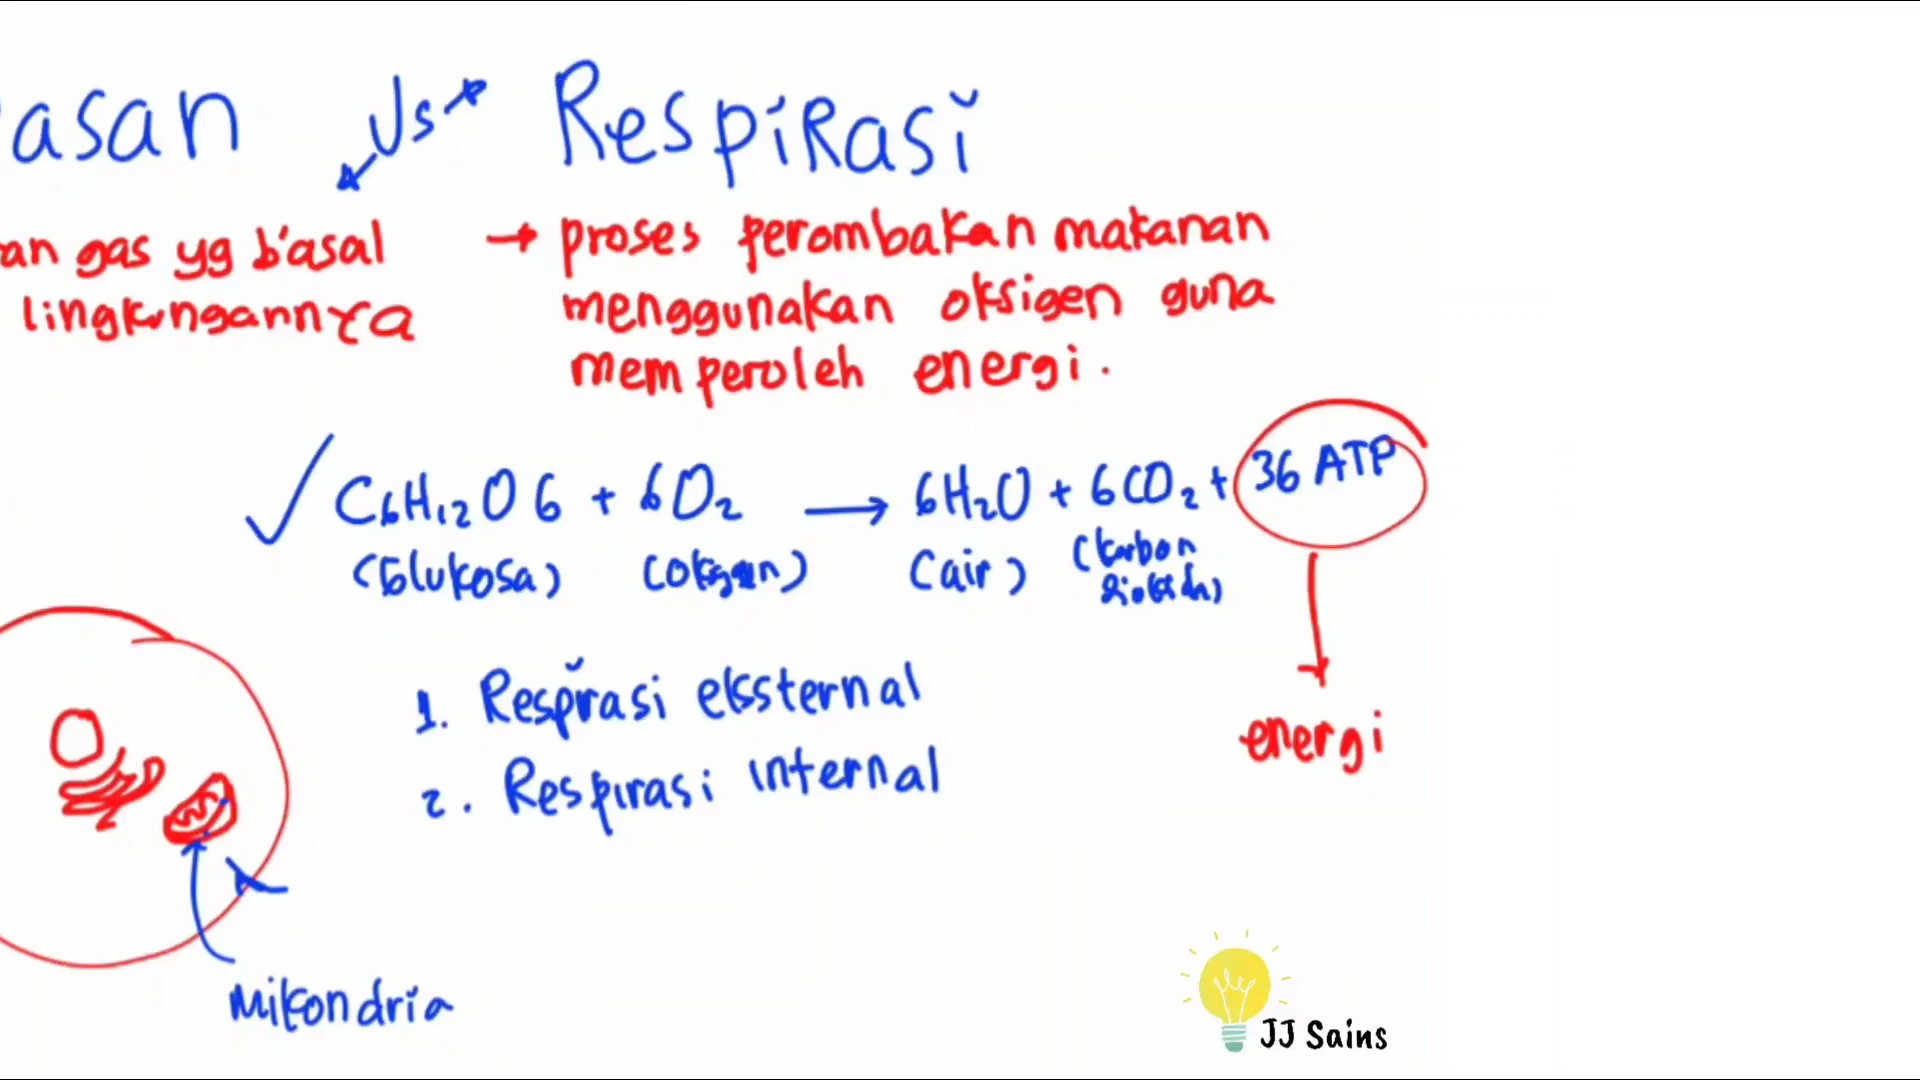 asan Vs Respirasi
an gas yg b'asal
lingkungannya
→ proses perombakan makanan
menggunakan oksigen guna
memperoleh energi.
C6H12O6 + 6O2 → 6H2O + 6CO2 + 36 ATP
(Glukosa) (Oksigen) (air) (karbon
dioksida)
1. Respirasi eksternal
2. Respirasi internal
energi
Mikondria
JJ Sains